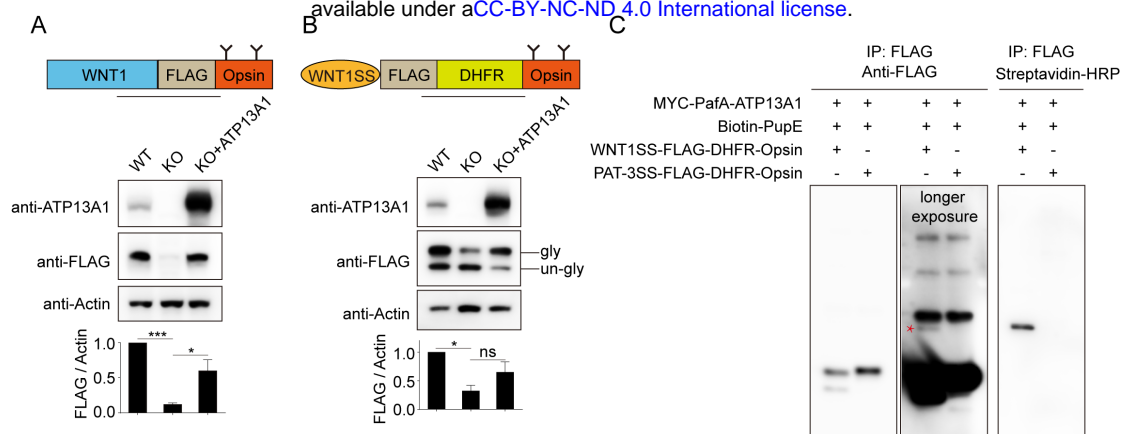 available under aCC-BY-NC-ND 4.0 International license.
A
WNT1 FLAG Opsin
WT KO KO+ATP13A1
anti-ATP13A1
anti-FLAG
anti-Actin
FLAG / Actin
1.0
0.5
0.0
***
*
B
WNT1SS FLAG DHFR Opsin
WT KO KO+ATP13A1
anti-ATP13A1
anti-FLAG
gly
un-gly
anti-Actin
FLAG / Actin
1.0
0.5
0.0
* ns
C
IP: FLAG
Anti-FLAG
IP: FLAG
Streptavidin-HRP
MYC-PafA-ATP13A1 + + + + + +
Biotin-PupE + + + + + +
WNT1SS-FLAG-DHFR-Opsin + - + - + -
PAT-3SS-FLAG-DHFR-Opsin - + - + - +
longer
exposure
*